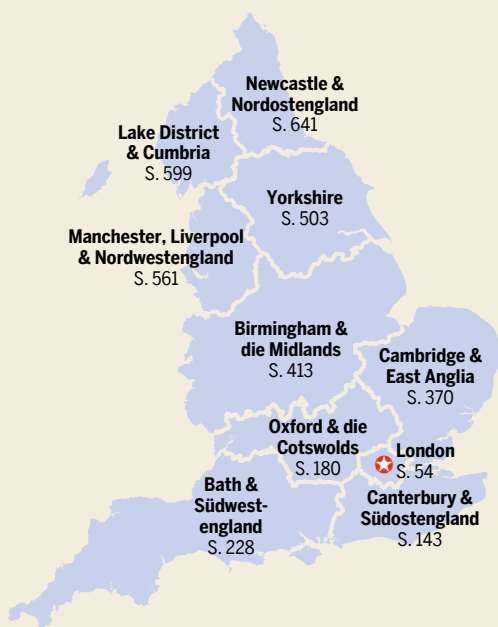 Newcastle &
Nordostengland
S. 641
Lake District
& Cumbria
S. 599
Yorkshire
S. 503
Manchester, Liverpool
& Nordwestengland
S. 561
Birmingham &
die Midlands
S. 413
Cambridge &
East Anglia
S. 370
Oxford & die
Cotswolds
S. 180
London
S. 54
Bath &
Südwest-
england
S. 228
Canterbury &
Südostengland
S. 143